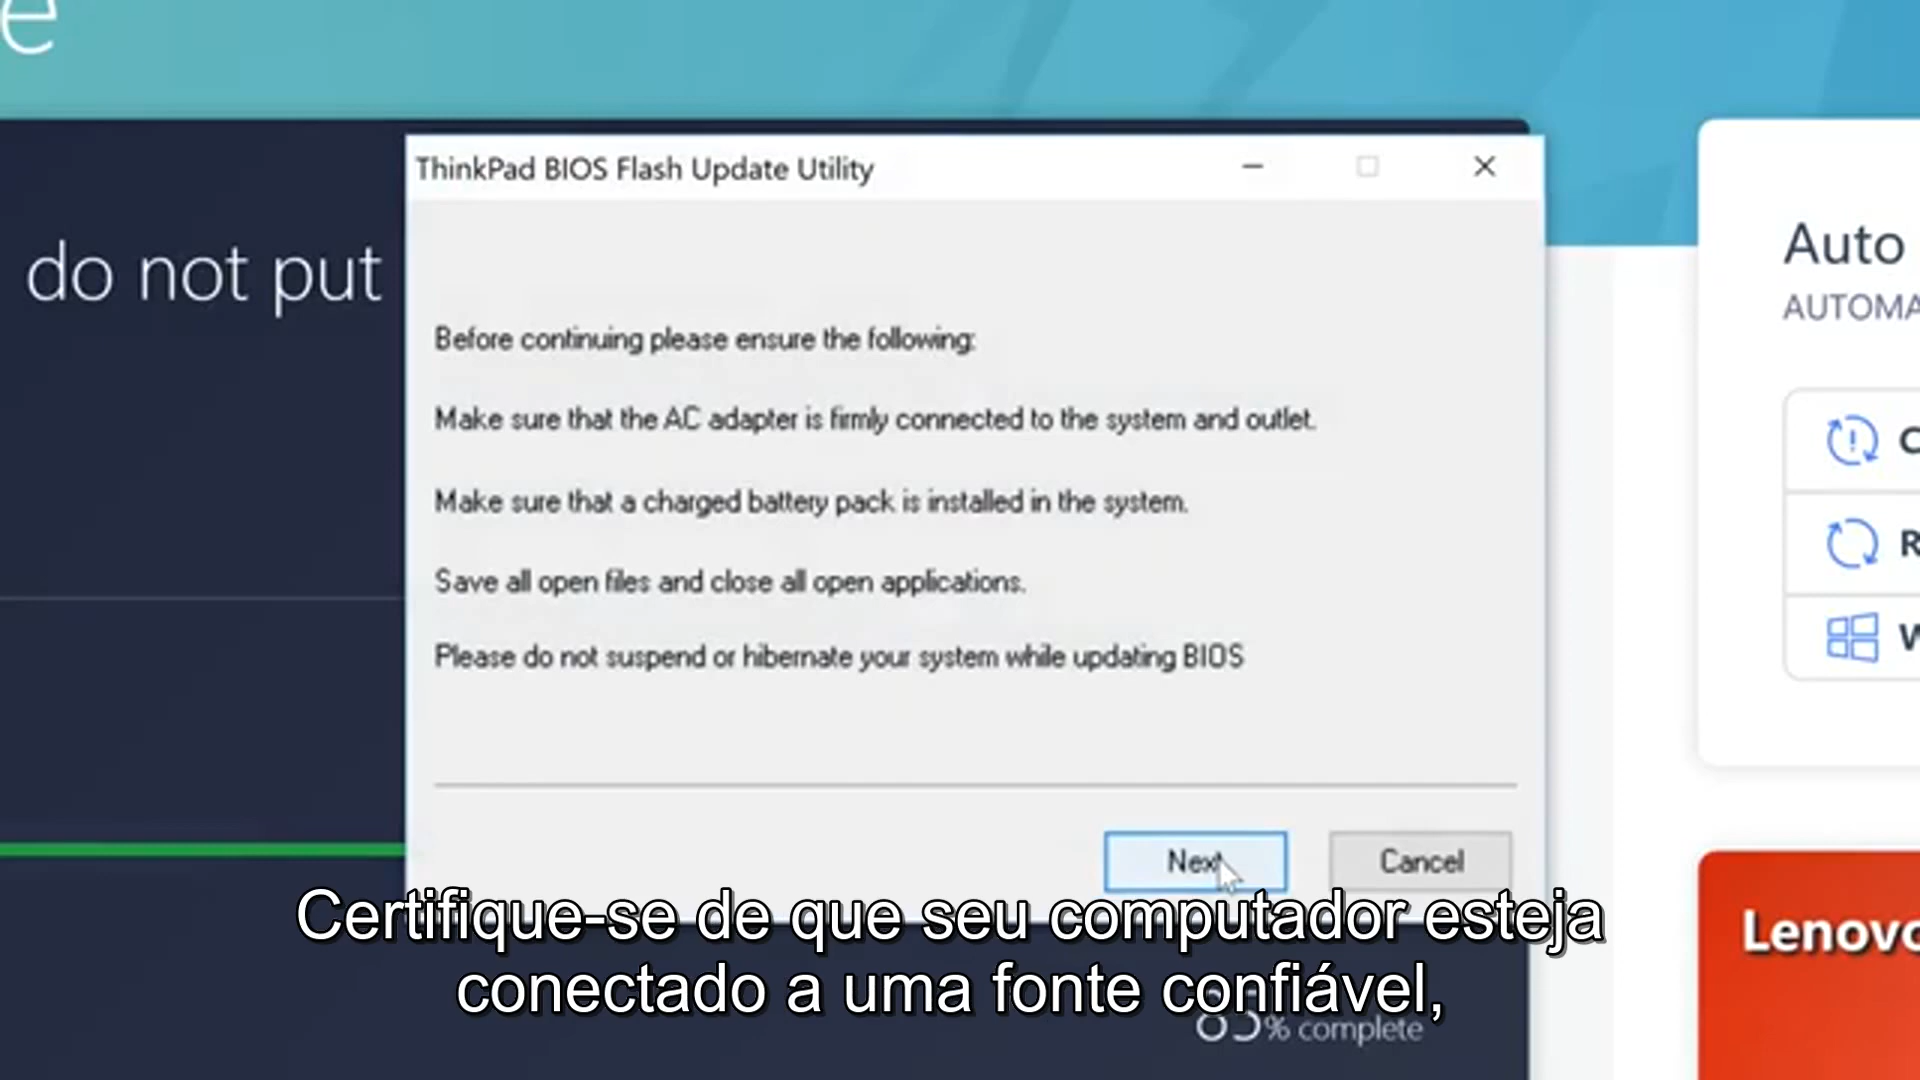 e
do not put
ThinkPad BIOS Flash Update Utility
Before continuing please ensure the following:
Make sure that the AC adapter is firmly connected to the system and outlet.
Make sure that a charged battery pack is installed in the system.
Save all open files and close all open applications.
Please do not suspend or hibernate your system while updating BIOS
Next
Cancel
Auto
AUTOMA
C
R
W
Lenovo
Certifique-se de que seu computador esteja
conectado a uma fonte confiável,
85% complete